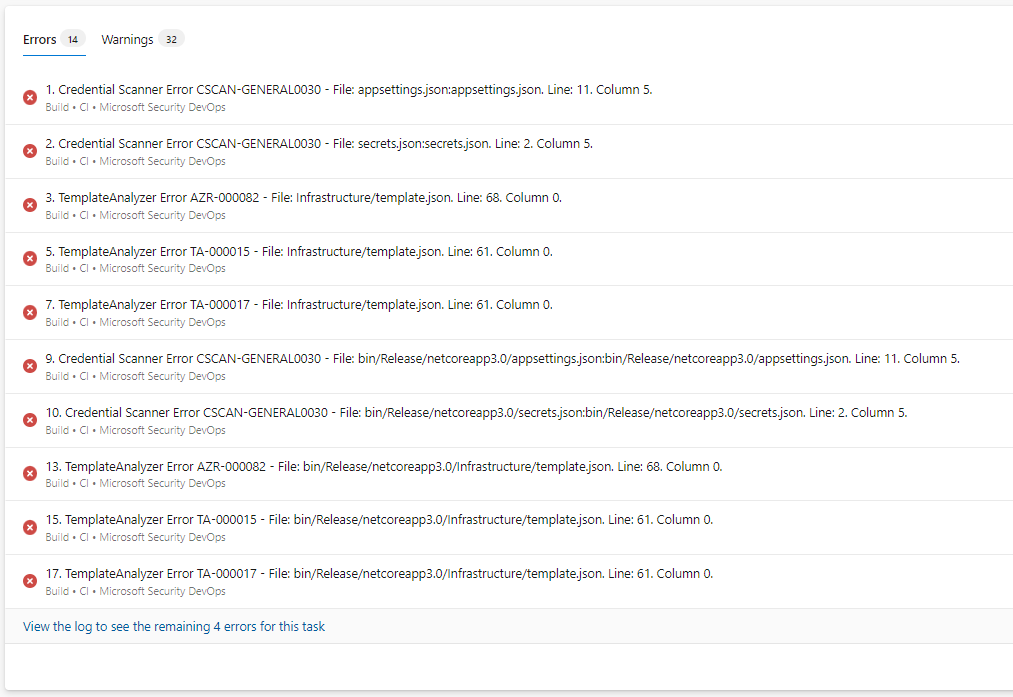 Errors 14 Warnings 32
1. Credential Scanner Error CSCAN-GENERAL0030 - File: appsettings.json:appsettings.json. Line: 11. Column 5.
Build • CI • Microsoft Security DevOps
2. Credential Scanner Error CSCAN-GENERAL0030 - File: secrets.json:secrets.json. Line: 2. Column 5.
Build • CI • Microsoft Security DevOps
3. TemplateAnalyzer Error AZR-000082 - File: Infrastructure/template.json. Line: 68. Column 0.
Build • CI • Microsoft Security DevOps
5. TemplateAnalyzer Error TA-000015 - File: Infrastructure/template.json. Line: 61. Column 0.
Build • CI • Microsoft Security DevOps
7. TemplateAnalyzer Error TA-000017 - File: Infrastructure/template.json. Line: 61. Column 0.
Build • CI • Microsoft Security DevOps
9. Credential Scanner Error CSCAN-GENERAL0030 - File: bin/Release/netcoreapp3.0/appsettings.json:bin/Release/netcoreapp3.0/appsettings.json. Line: 11. Column 5.
Build • CI • Microsoft Security DevOps
10. Credential Scanner Error CSCAN-GENERAL0030 - File: bin/Release/netcoreapp3.0/secrets.json:bin/Release/netcoreapp3.0/secrets.json. Line: 2. Column 5.
Build • CI • Microsoft Security DevOps
13. TemplateAnalyzer Error AZR-000082 - File: bin/Release/netcoreapp3.0/Infrastructure/template.json. Line: 68. Column 0.
Build • CI • Microsoft Security DevOps
15. TemplateAnalyzer Error TA-000015 - File: bin/Release/netcoreapp3.0/Infrastructure/template.json. Line: 61. Column 0.
Build • CI • Microsoft Security DevOps
17. TemplateAnalyzer Error TA-000017 - File: bin/Release/netcoreapp3.0/Infrastructure/template.json. Line: 61. Column 0.
Build • CI • Microsoft Security DevOps
View the log to see the remaining 4 errors for this task